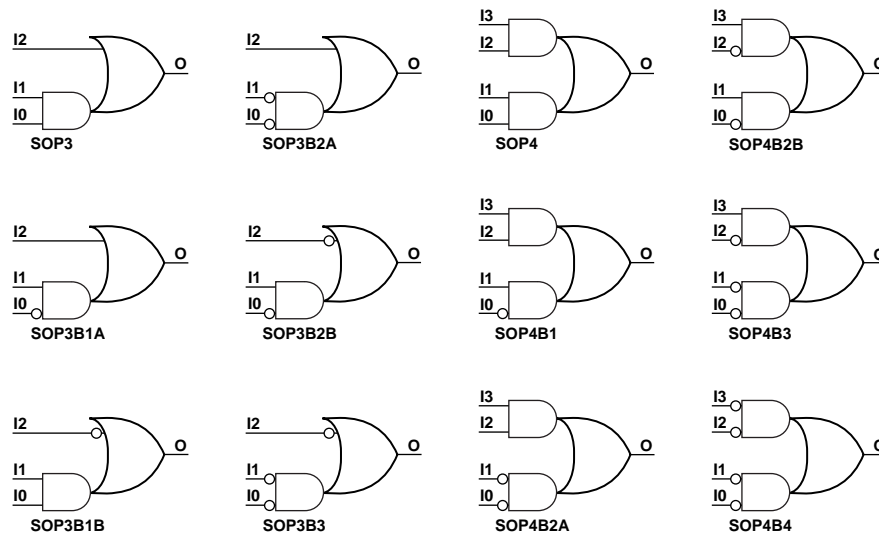 I2
O
I1
I0
SOP3
I2
O
I1
I0
SOP3B2A
I3
I2
O
I1
I0
SOP4
I3
I2
O
I1
I0
SOP4B2B
I2
O
I1
I0
SOP3B1A
I2
O
I1
I0
SOP3B2B
I3
I2
O
I1
I0
SOP4B1
I3
I2
O
I1
I0
SOP4B3
I2
O
I1
I0
SOP3B1B
I2
O
I1
I0
SOP3B3
I3
I2
O
I1
I0
SOP4B2A
I3
I2
O
I1
I0
SOP4B4